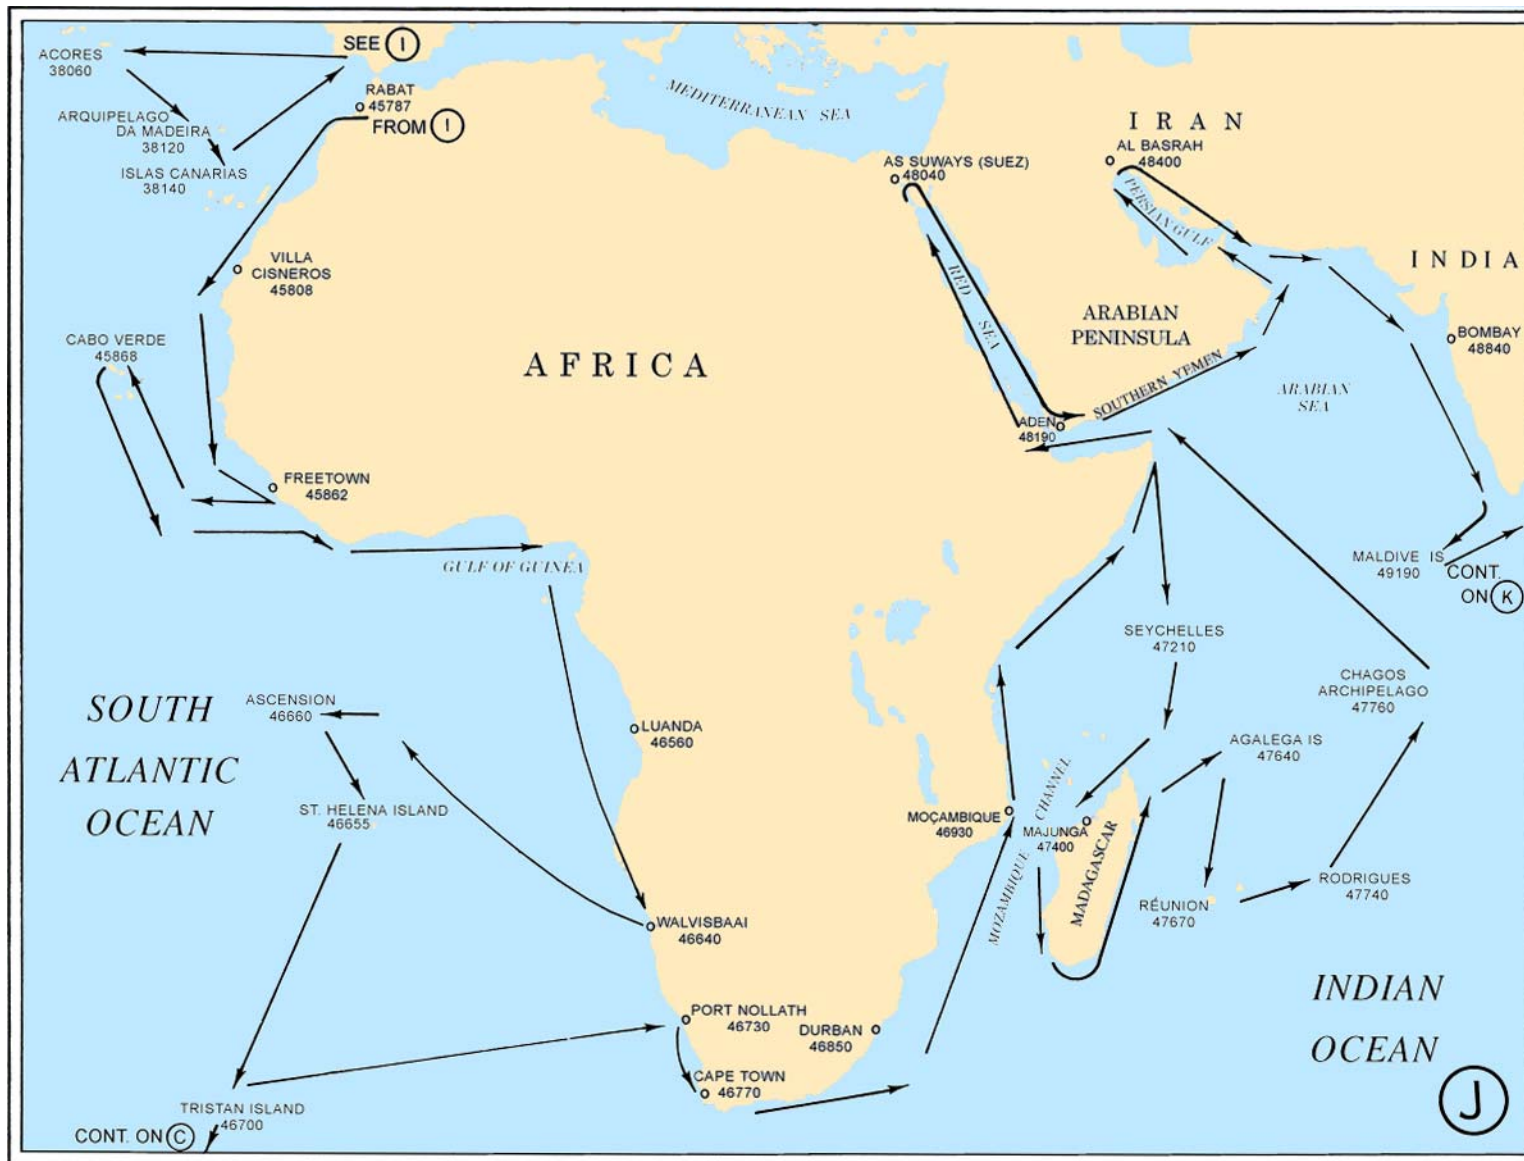 SEE I
ACORES
38060
RABAT
45787
FROM I
ARQUIPELAGO
DA MADEIRA
38120
ISLAS CANARIAS
38140
MEDITERRANEAN SEA
IRAN
AL BASRAH
48400
AS SUWAYS (SUEZ)
48040
PERSIAN GULF
INDIA
VILLA
CISNEROS
45808
RED
SEA
ARABIAN
PENINSULA
BOMBAY
48840
CABO VERDE
45868
AFRICA
SOUTHERN YEMEN
ARABIAN
SEA
ADEN
48190
FREETOWN
45862
GULF OF GUINEA
MALDIVE IS
49190
CONT.
ON K
SEYCHELLES
47210
CHAGOS
ARCHIPELAGO
47760
SOUTH
ATLANTIC
OCEAN
ASCENSION
46660
LUANDA
46560
AGALEGA IS
47640
ST. HELENA ISLAND
46655
MOÇAMBIQUE
46930
MOZAMBIQUE CHANNEL
MAJUNGA
47400
MADAGASCAR
RODRIGUES
47740
RÉUNION
47670
WALVISBAAI
46640
PORT NOLLATH
46730
DURBAN
46850
INDIAN
OCEAN
CAPE TOWN
46770
TRISTAN ISLAND
46700
CONT. ON C
J